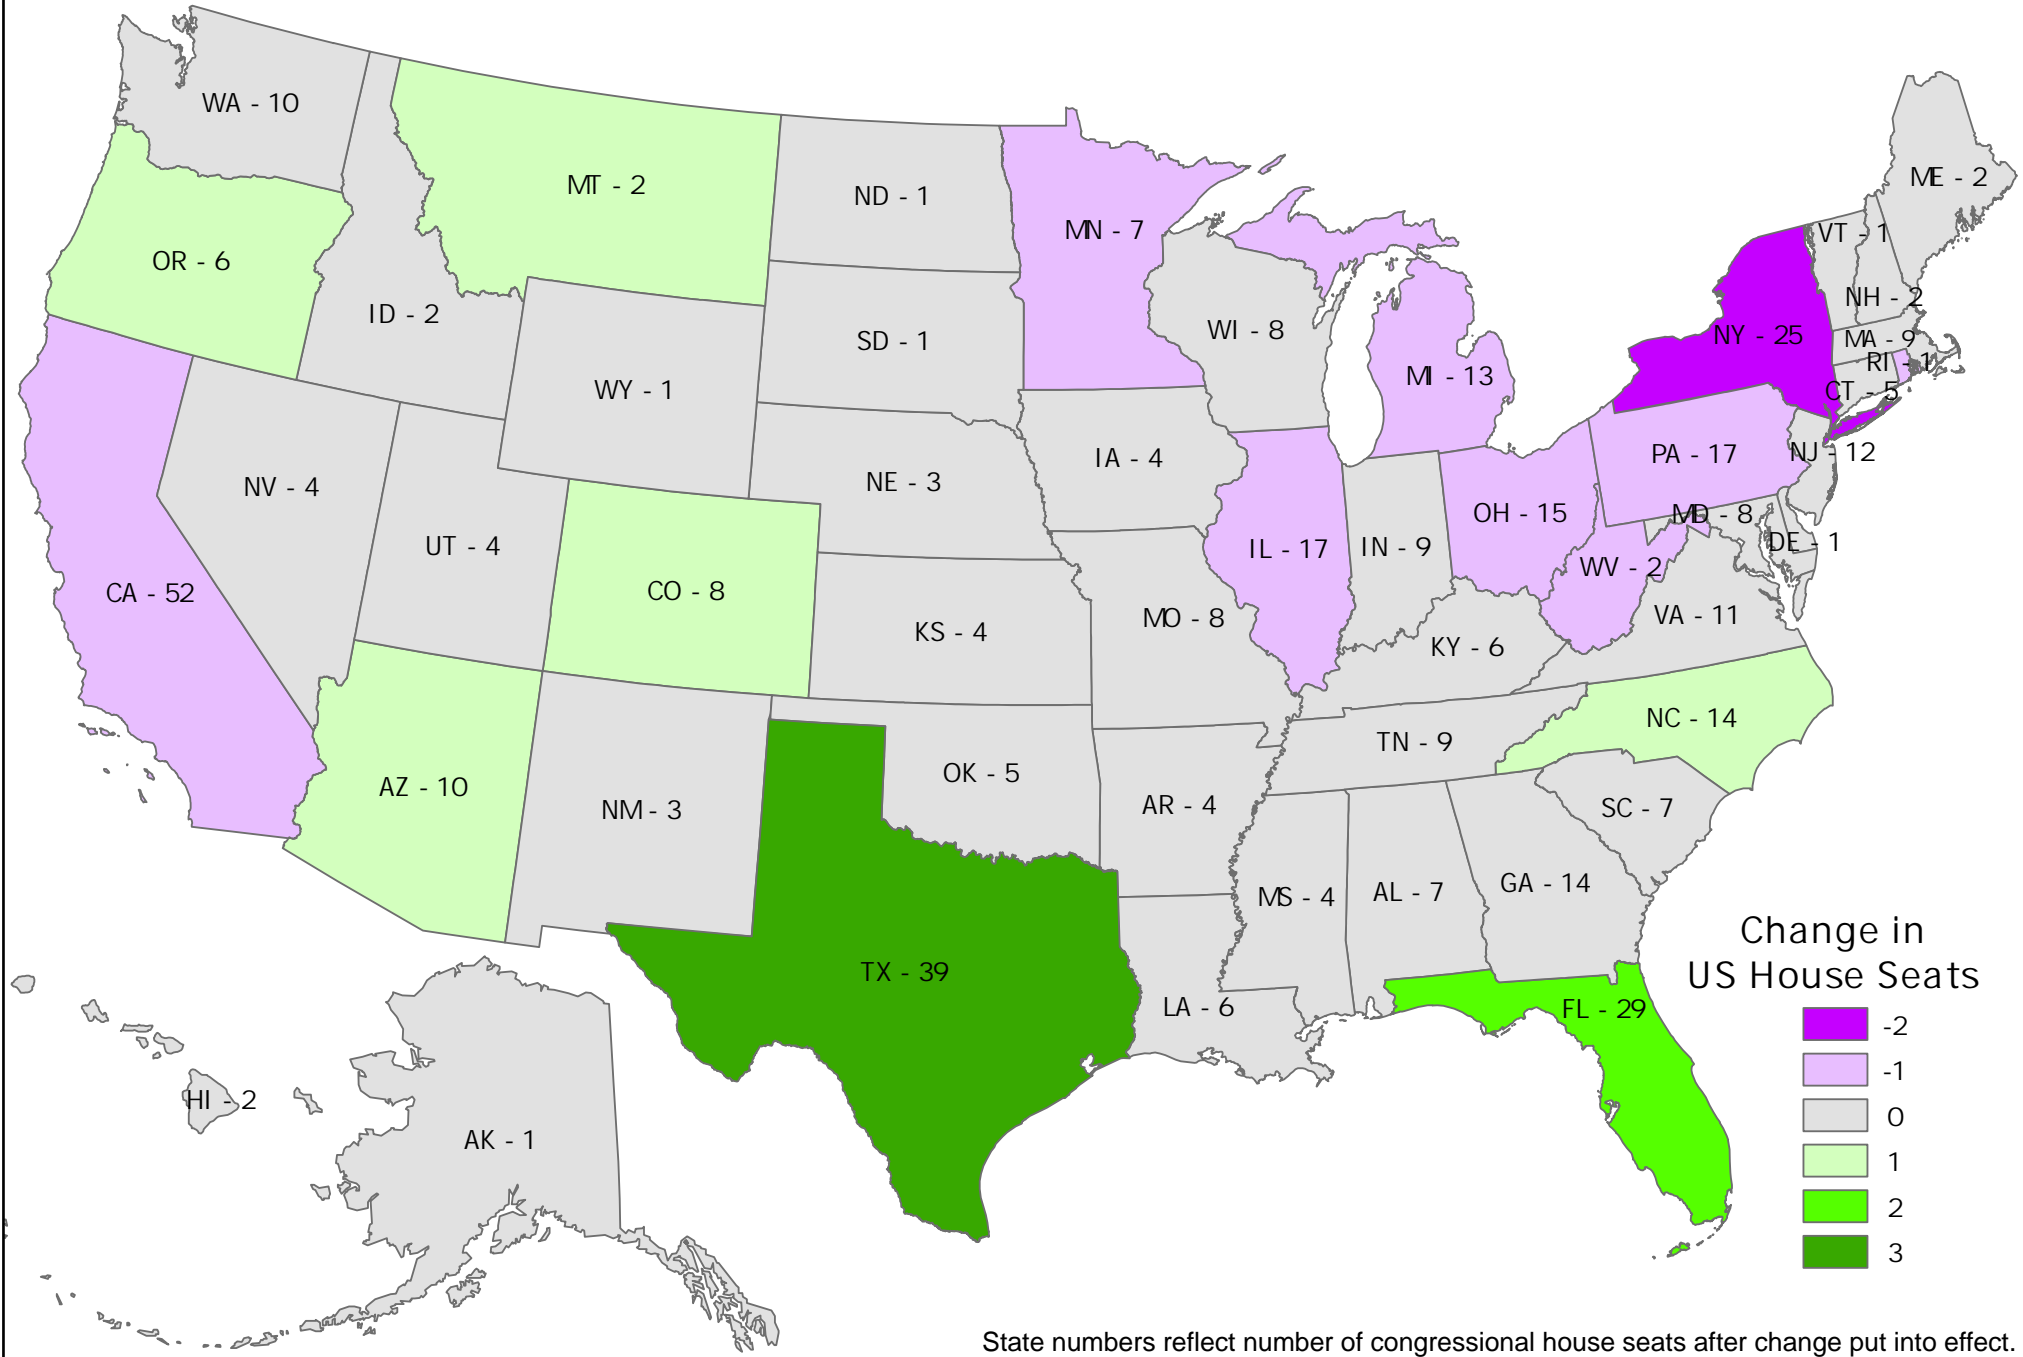 WA - 10
MT - 2
ND - 1
MN - 7
ME - 2
VT - 1
OR - 6
ID - 2
SD - 1
WI - 8
NH - 2
NY - 25
MA - 9
RI - 1
WY - 1
MI - 13
CT - 5
NV - 4
NE - 3
IA - 4
PA - 17
NJ - 12
UT - 4
IL - 17
IN - 9
OH - 15
MD - 8
DE - 1
WV - 2
CA - 52
CO - 8
KS - 4
MO - 8
KY - 6
VA - 11
AZ - 10
NM - 3
OK - 5
AR - 4
TN - 9
NC - 14
SC - 7
MS - 4
AL - 7
GA - 14
TX - 39
LA - 6
FL - 29
HI - 2
AK - 1
Change in
US House Seats
-2
-1
0
1
2
3
State numbers reflect number of congressional house seats after change put into effect.